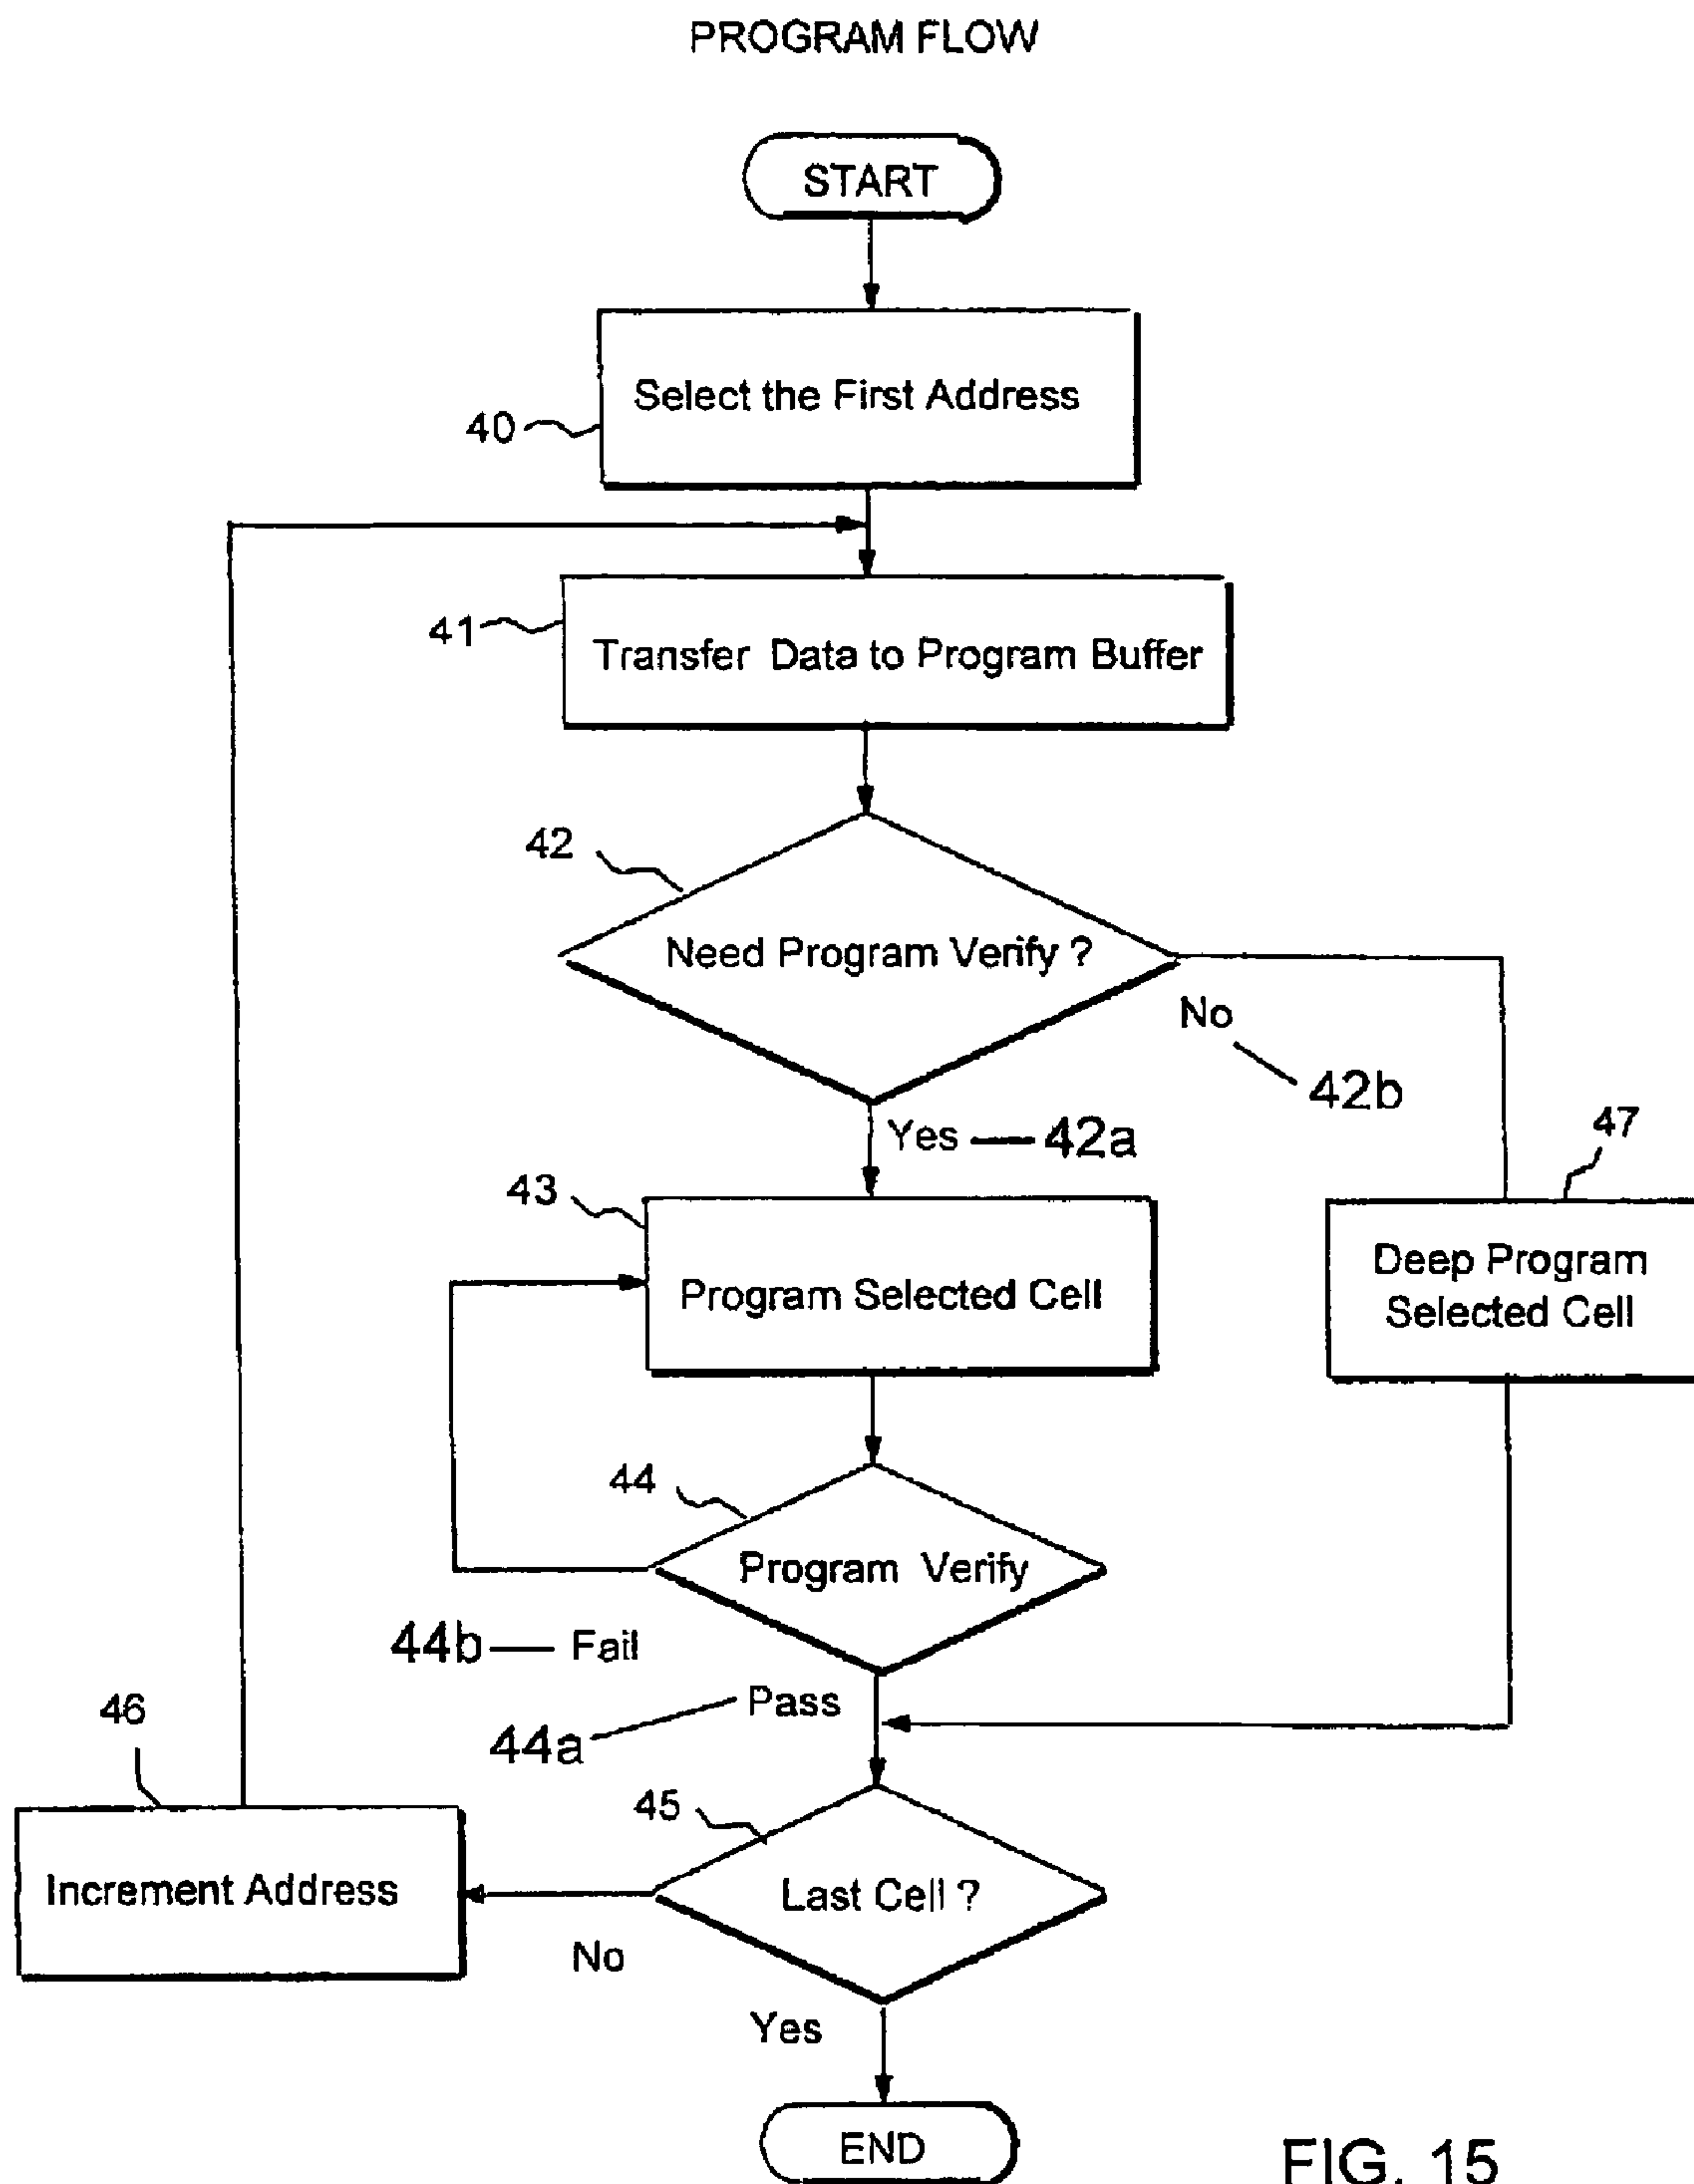 PROGRAM FLOW
START
Select the First Address
40
41
Transfer Data to Program Buffer
42
Need Program Verify ?
No
42b
Yes
42a
47
43
Program Selected Cell
Deep Program
Selected Cell
44
Program Verify
44b
Fail
Pass
44a
46
45
Increment Address
Last Cell ?
No
Yes
END
FIG. 15